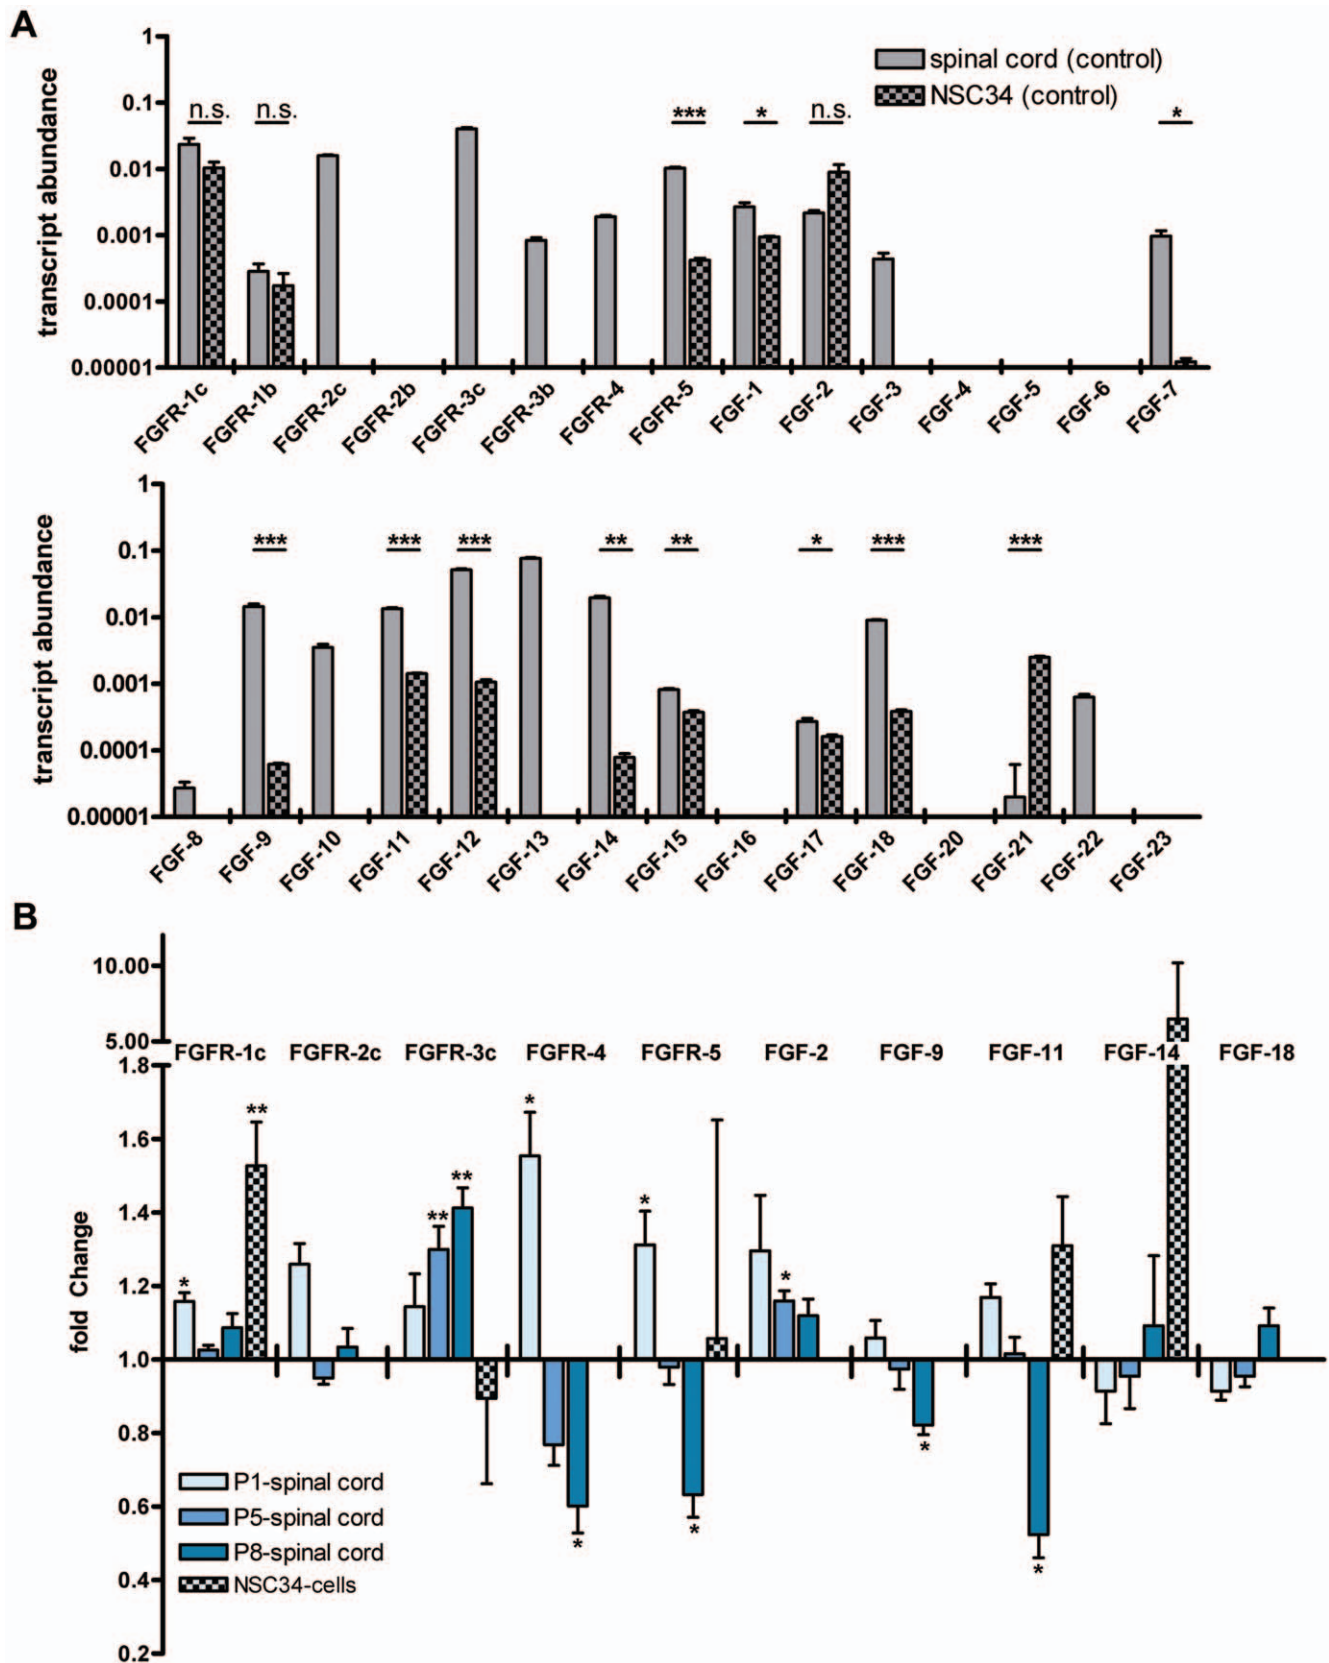 A
1
0.1
0.01
0.001
0.0001
0.00001
transcript abundance
spinal cord (control)
NSC34 (control)
n.s. n.s. *** * n.s. *
FGFR-1c FGFR-1b FGFR-2c FGFR-2b FGFR-3c FGFR-3b FGFR-4 FGFR-5 FGF-1 FGF-2 FGF-3 FGF-4 FGF-5 FGF-6 FGF-7
1
0.1
0.01
0.001
0.0001
0.00001
transcript abundance
*** *** *** ** ** * *** ***
FGF-8 FGF-9 FGF-10 FGF-11 FGF-12 FGF-13 FGF-14 FGF-15 FGF-16 FGF-17 FGF-18 FGF-20 FGF-21 FGF-22 FGF-23
B
10.00
5.00
FGFR-1c FGFR-2c FGFR-3c FGFR-4 FGFR-5 FGF-2 FGF-9 FGF-11 FGF-14 FGF-18
1.8
1.6
1.4
1.2
1.0
0.8
0.6
0.4
0.2
fold Change
* ** ** ** * * * * * * *
P1-spinal cord
P5-spinal cord
P8-spinal cord
NSC34-cells